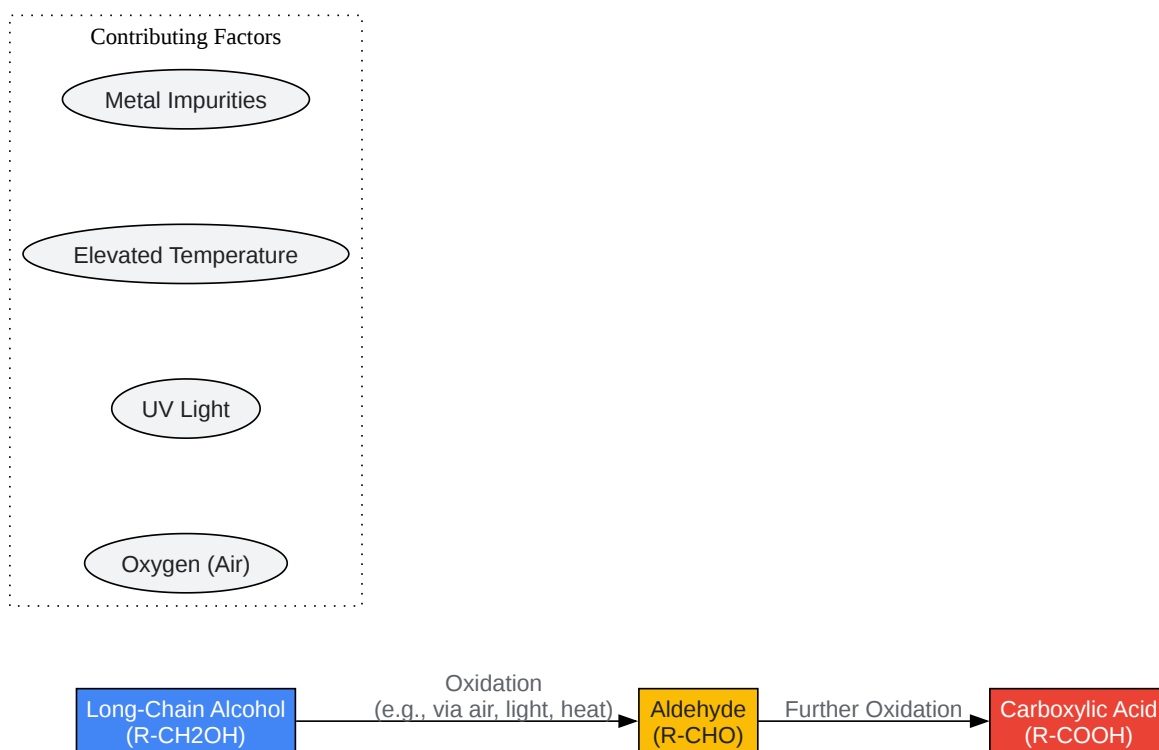 Contributing Factors
Metal Impurities
Elevated Temperature
UV Light
Oxygen (Air)
Oxidation
(e.g., via air, light, heat)
Long-Chain Alcohol
(R-CH2OH)
Aldehyde
(R-CHO)
Further Oxidation
Carboxylic Acid
(R-COOH)